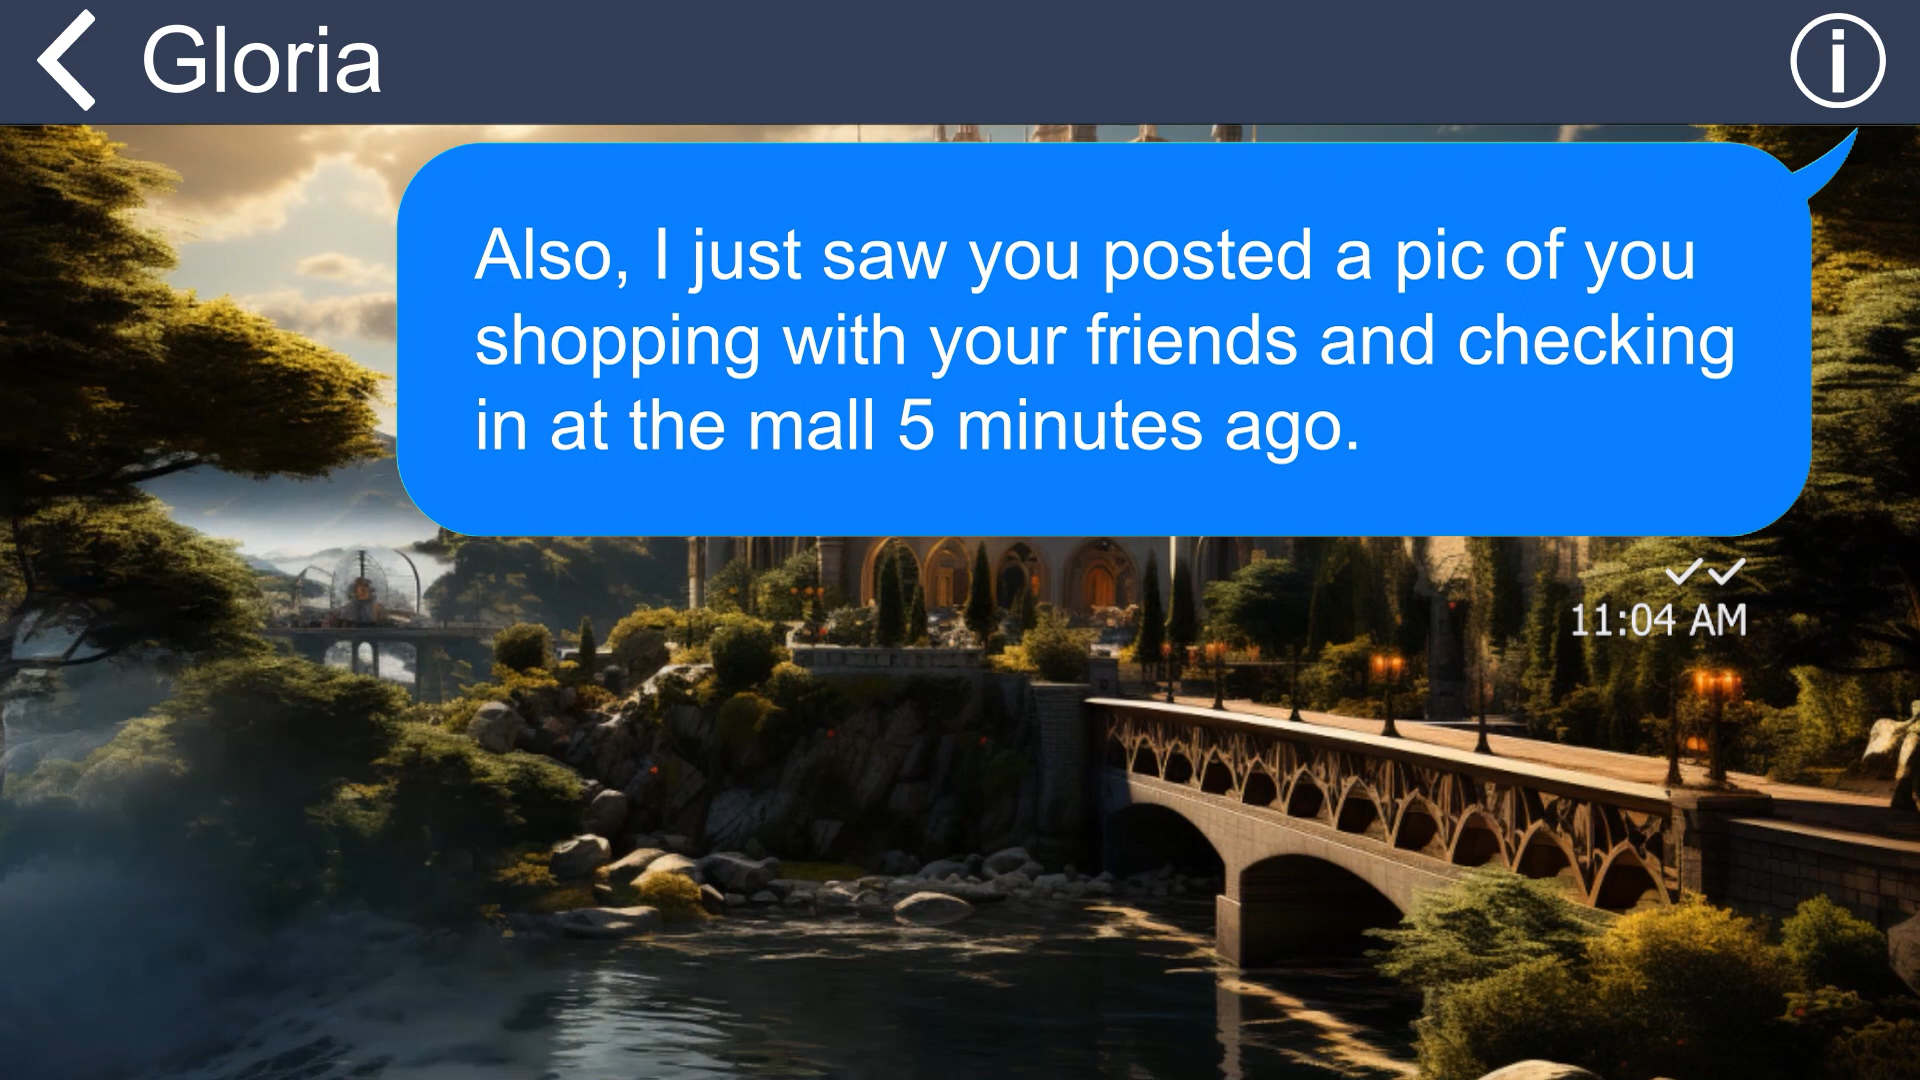 Gloria
Also, I just saw you posted a pic of you
shopping with your friends and checking
in at the mall 5 minutes ago.
11:04 AM